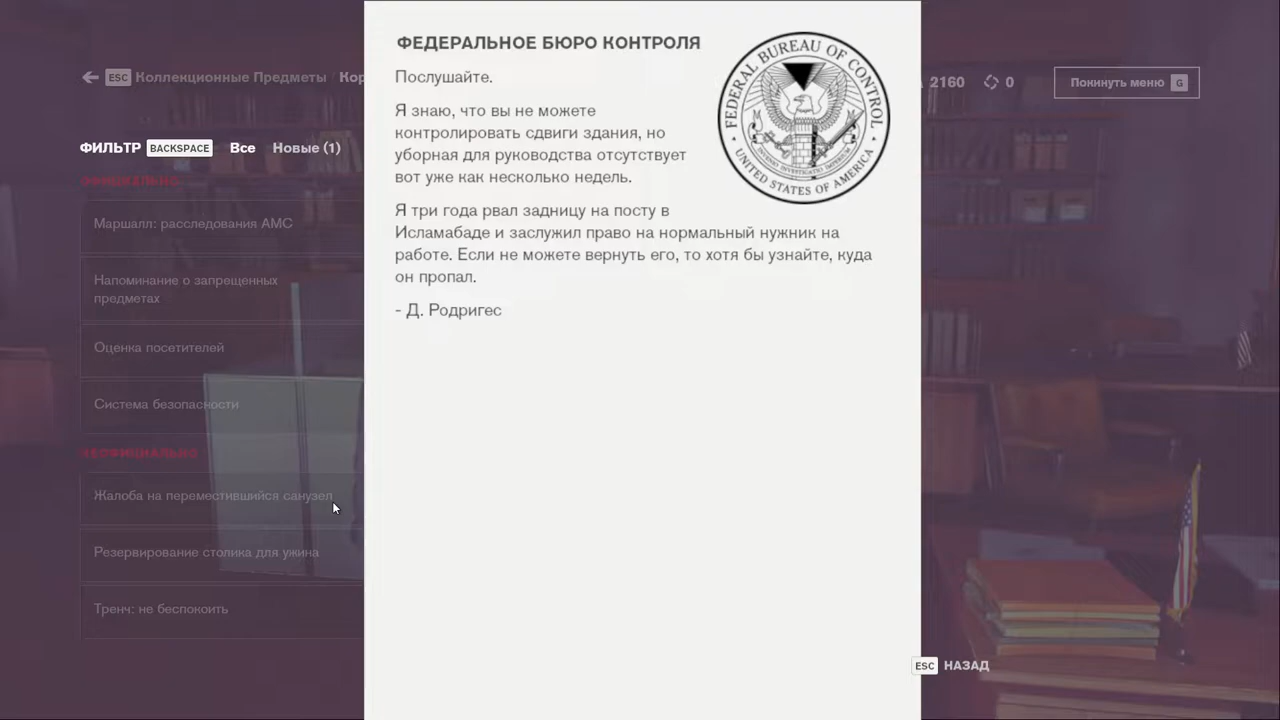 ФЕДЕРАЛЬНОЕ БЮРО КОНТРОЛЯ
FEDERAL BUREAU OF CONTROL
UNITED STATES OF AMERICA
Послушайте.
Я знаю, что вы не можете
контролировать сдвиги здания, но
уборная для руководства отсутствует
вот уже как несколько недель.
Я три года рвал задницу на посту в
Исламабаде и заслужил право на нормальный нужник на
работе. Если не можете вернуть его, то хотя бы узнайте, куда
он пропал.
- Д. Родригес
ESC Коллекционные Предметы / Кор
2160 0
Покинуть меню G
ФИЛЬТР BACKSPACE Все Новые (1)
ОФИЦИАЛЬНО
Маршалл: расследования АМС
Напоминание о запрещенных
предметах
Оценка посетителей
Система безопасности
НЕОФИЦИАЛЬНО
Жалоба на переместившийся санузел
Резервирование столика для ужина
Тренч: не беспокоить
ESC НАЗАД